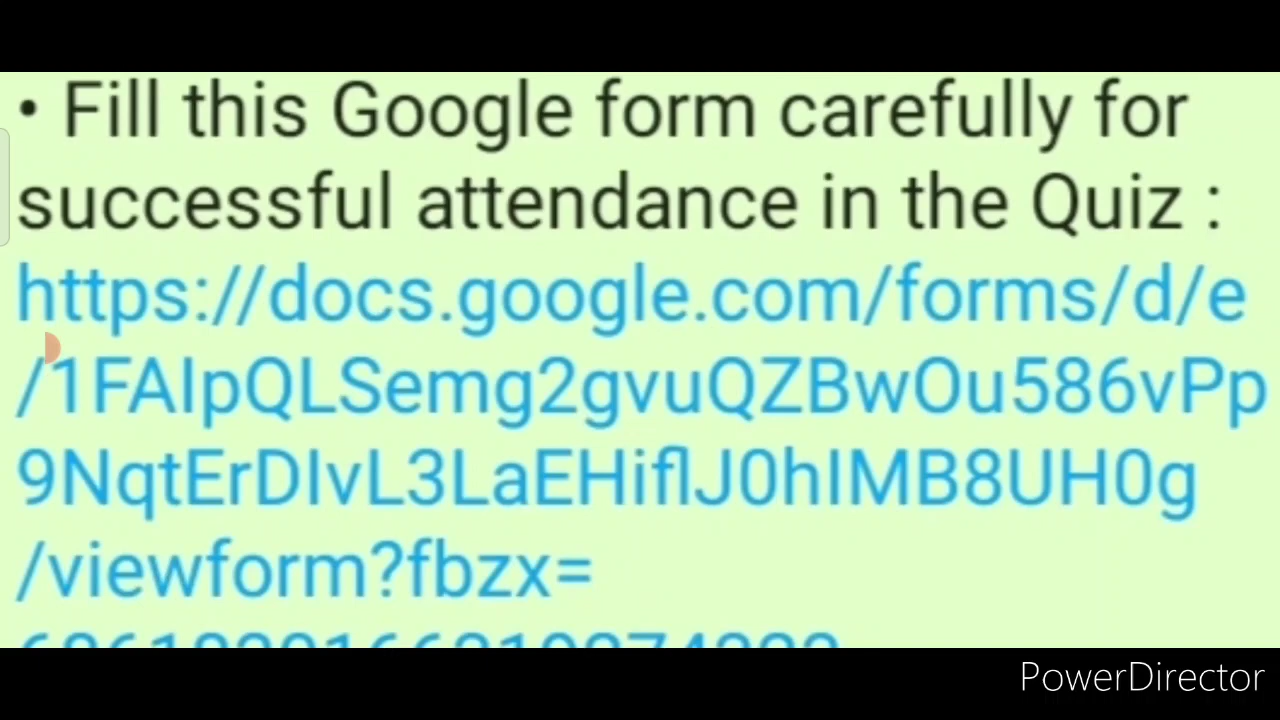 • Fill this Google form carefully for
successful attendance in the Quiz :
https://docs.google.com/forms/d/e
/1FAIpQLSemg2gvuQZBwOu586vPp
9NqtErDIvL3LaEHiflJ0hIMB8UH0g
/viewform?fbzx=
PowerDirector